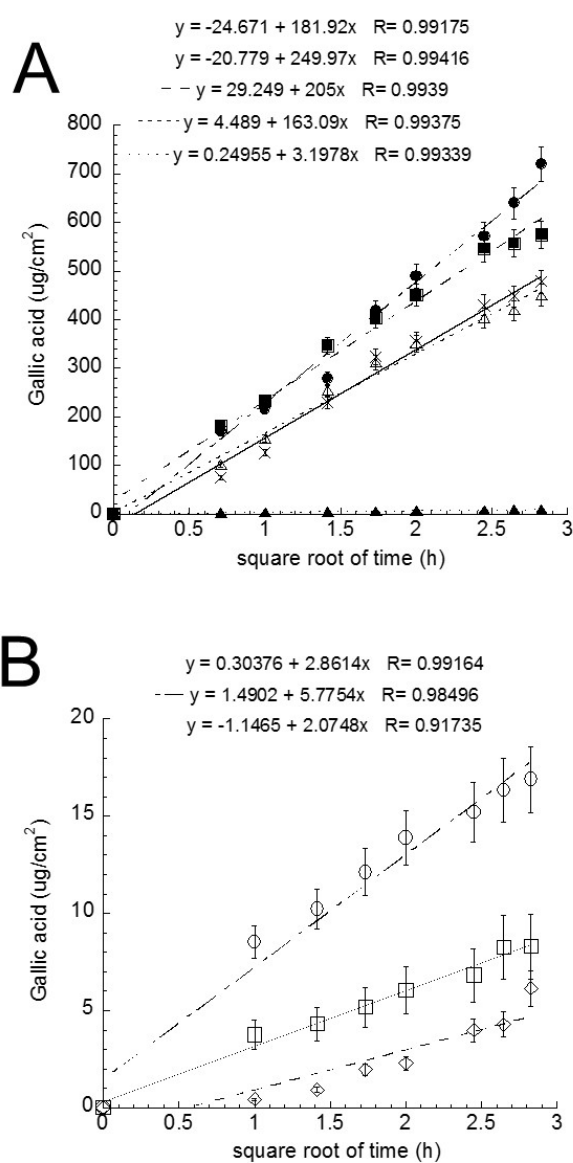 A
y = -24.671 + 181.92x R= 0.99175
y = -20.779 + 249.97x R= 0.99416
y = 29.249 + 205x R= 0.9939
y = 4.489 + 163.09x R= 0.99375
y = 0.24955 + 3.1978x R= 0.99339
800
700
600
500
400
300
200
100
0
Gallic acid (ug/cm²)
0 0.5 1 1.5 2 2.5 3
square root of time (h)
B
y = 0.30376 + 2.8614x R= 0.99164
y = 1.4902 + 5.7754x R= 0.98496
y = -1.1465 + 2.0748x R= 0.91735
20
15
10
5
0
Gallic acid (ug/cm²)
0 0.5 1 1.5 2 2.5 3
square root of time (h)